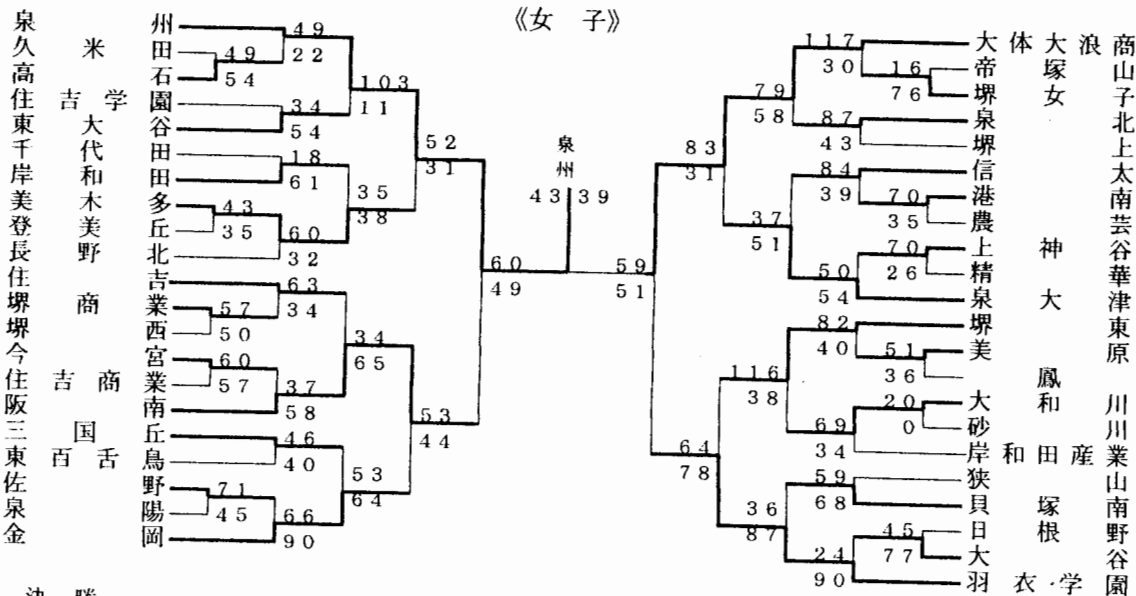 《女 子》
泉 州
久 米 田
高 石
住 吉 学 園
東 大 谷
千 代 田
岸 和 田
美 木 多
登 美 丘
長 野 北
住 吉
堺 商 業
堺 西
今 宮
住 吉 商 業
阪 南
三 国 丘
東 百 舌 鳥
佐 野
泉 陽
金 岡
49
54
43
35
57
50
60
57
71
45
49
22
34
54
18
61
60
32
63
34
37
58
46
40
66
90
103
11
35
38
34
65
53
64
52
31
53
44
60
49
泉
州
43 39
59
51
83
31
64
78
79
58
37
51
116
38
36
87
117
30
87
43
84
39
50
54
82
40
69
34
59
68
24
90
16
76
70
35
70
26
51
36
20
0
45
77
大 体 大 浪 商
帝 塚 山
堺 女 子
泉 北
堺 上
信 太
港 南
農 芸
上 神 谷
精 華
泉 大 津
堺 東
美 原
鳳
大 和 川
砂 川
岸 和 田 産 業
狭 山
貝 塚 南
日 根 野
大 谷
羽 衣 学 園